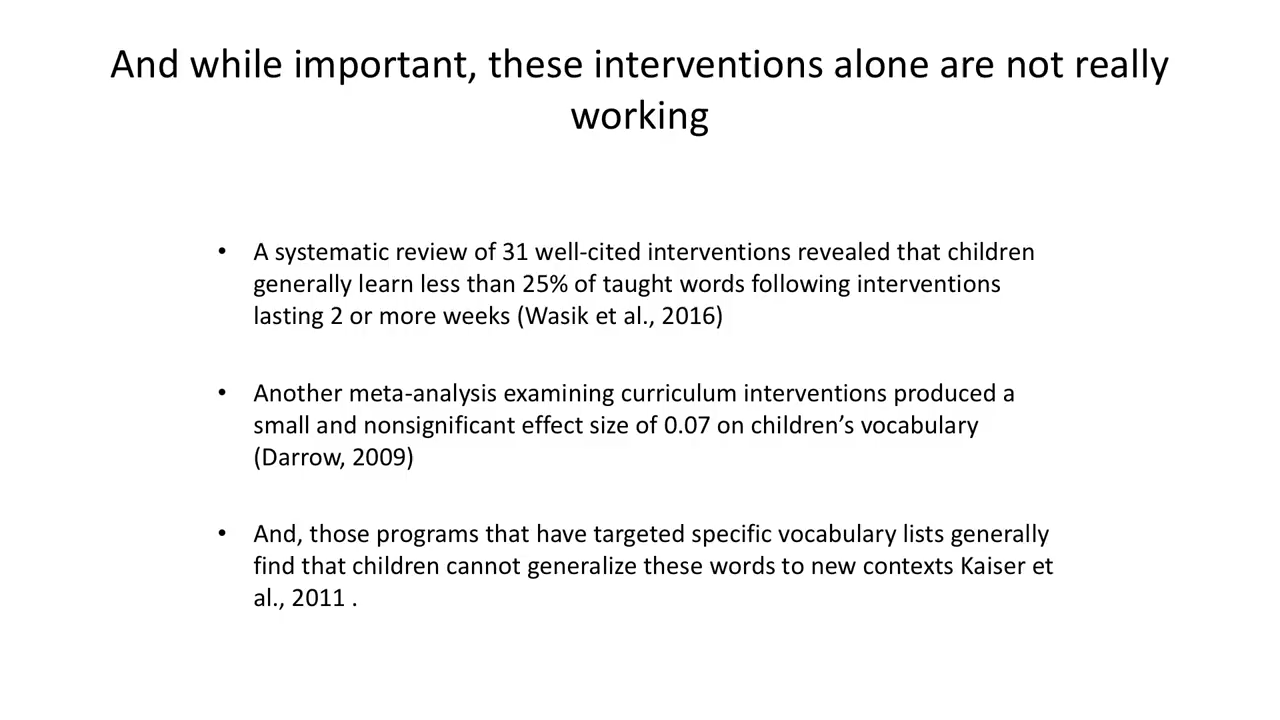 And while important, these interventions alone are not really
working
• A systematic review of 31 well-cited interventions revealed that children
generally learn less than 25% of taught words following interventions
lasting 2 or more weeks (Wasik et al., 2016)
• Another meta-analysis examining curriculum interventions produced a
small and nonsignificant effect size of 0.07 on children’s vocabulary
(Darrow, 2009)
• And, those programs that have targeted specific vocabulary lists generally
find that children cannot generalize these words to new contexts Kaiser et
al., 2011 .